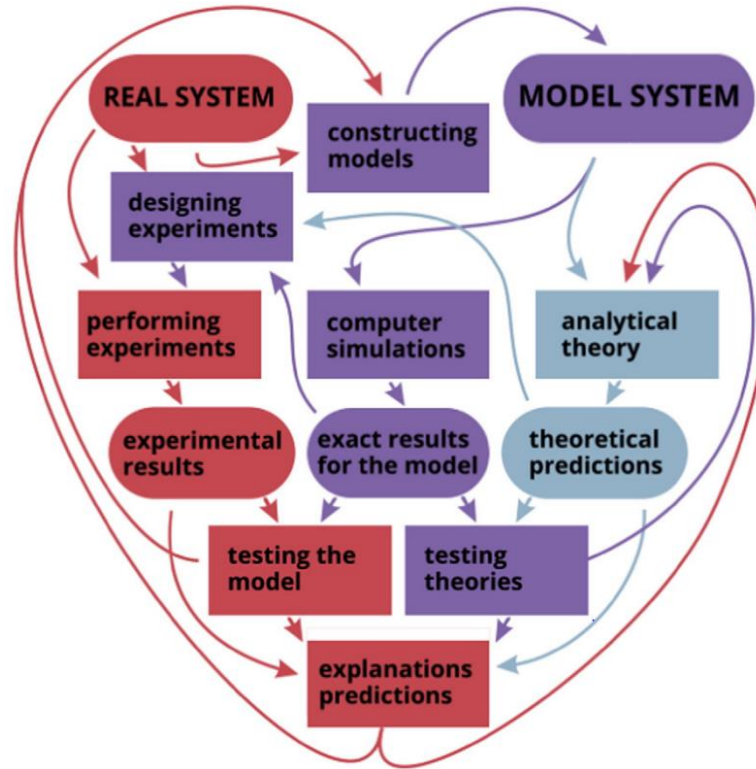 REAL SYSTEM
MODEL SYSTEM
constructing
models
designing
experiments
performing
experiments
computer
simulations
analytical
theory
experimental
results
exact results
for the model
theoretical
predictions
testing the
model
testing
theories
explanations
predictions